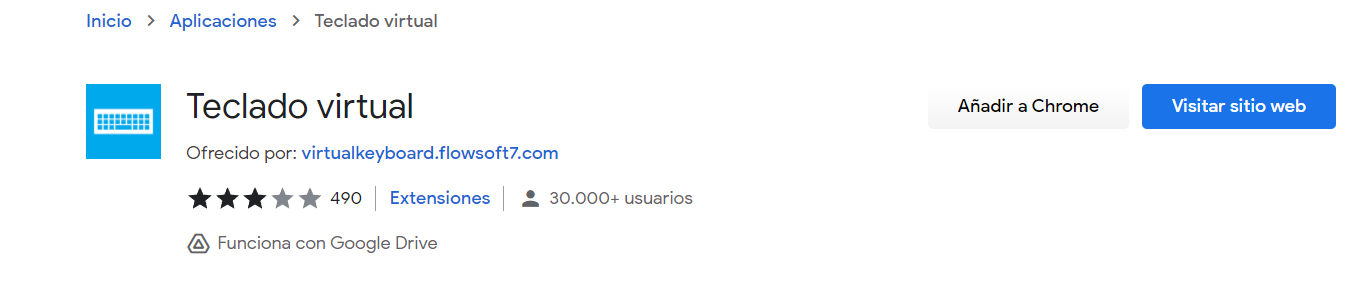 Inicio > Aplicaciones > Teclado virtual
Teclado virtual
Añadir a Chrome
Visitar sitio web
Ofrecido por: virtualkeyboard.flowsoft7.com
490 Extensiones 30.000+ usuarios
Funciona con Google Drive